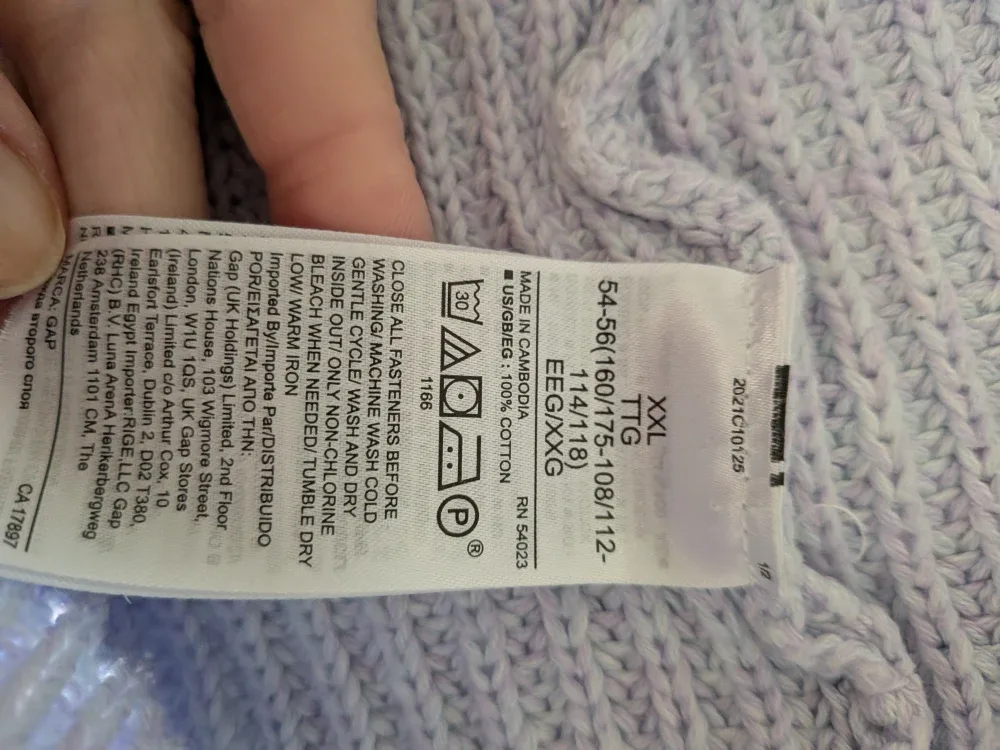 2021C10125
1/2
XXL
TTG
54-56(160/175-108/112-
114/118)
EEG/XXG
MADE IN CAMBODIA RN 54023
■ US/GB/EG : 100% COTTON
30 P ®
1166
CLOSE ALL FASTENERS BEFORE
WASHING/ MACHINE WASH COLD
GENTLE CYCLE/ WASH AND DRY
INSIDE OUT/ ONLY NON-CHLORINE
BLEACH WHEN NEEDED/ TUMBLE DRY
LOW/ WARM IRON
Imported By/Importe Par/DISTRIBUIDO
POR/ΕΙΣΑΓΕΤΑΙ ΑΠΟ ΤΗΝ:
Gap (UK Holdings) Limited, 2nd Floor
Nations House, 103 Wigmore Street,
London, W1U 1QS, UK Gap Stores
(Ireland) Limited c/o Arthur Cox, 10
Earlsfort Terrace, Dublin 2, D02 T380,
Ireland Egypt Importer:RIGE,LLC Gap
(RHC) B.V. Luna ArenA Herikerbergweg
238 Amsterdam 1101 CM, The
Netherlands
MARCA: GAP
второго слоя
CA 17897